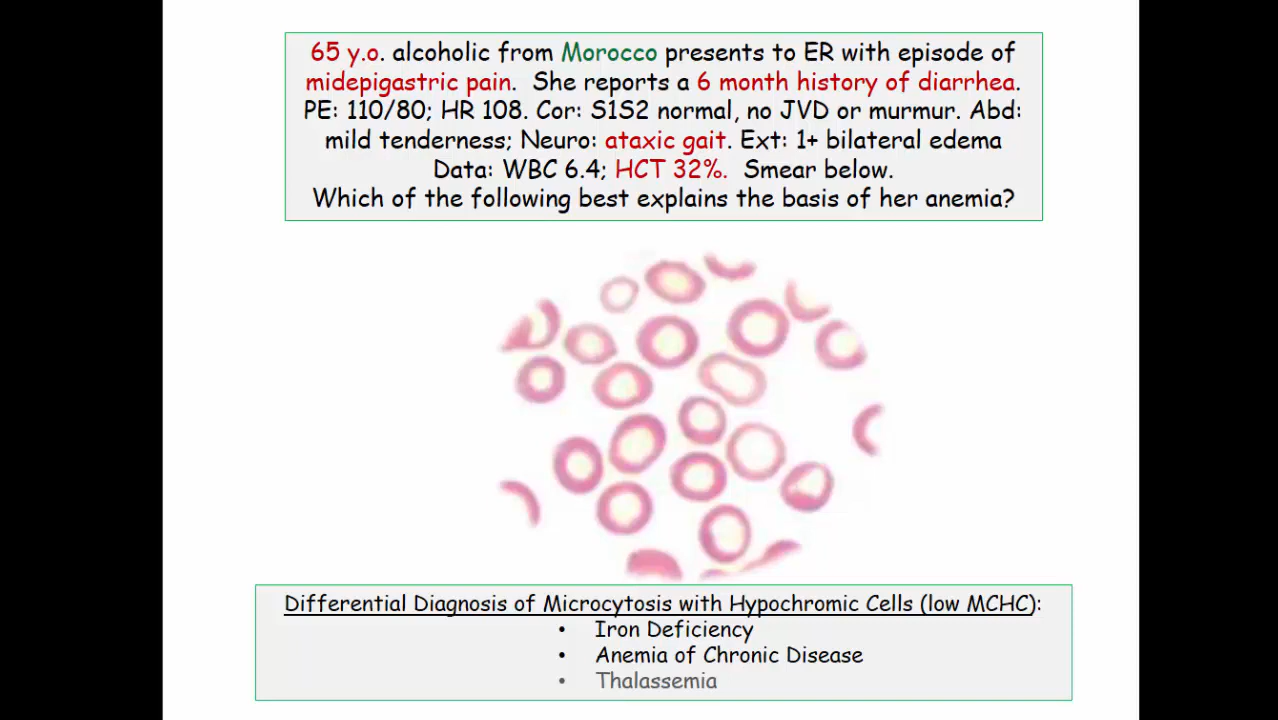 65 y.o. alcoholic from Morocco presents to ER with episode of
midepigastric pain. She reports a 6 month history of diarrhea.
PE: 110/80; HR 108. Cor: S1S2 normal, no JVD or murmur. Abd:
mild tenderness; Neuro: ataxic gait. Ext: 1+ bilateral edema
Data: WBC 6.4; HCT 32%. Smear below.
Which of the following best explains the basis of her anemia?
Differential Diagnosis of Microcytosis with Hypochromic Cells (low MCHC):
• Iron Deficiency
• Anemia of Chronic Disease
• Thalassemia